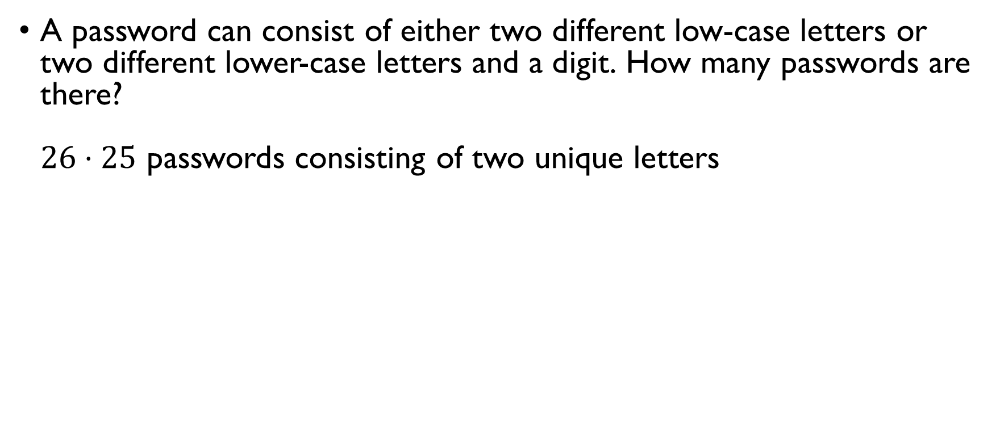 • A password can consist of either two different low-case letters or
two different lower-case letters and a digit. How many passwords are
there?
26 · 25 passwords consisting of two unique letters